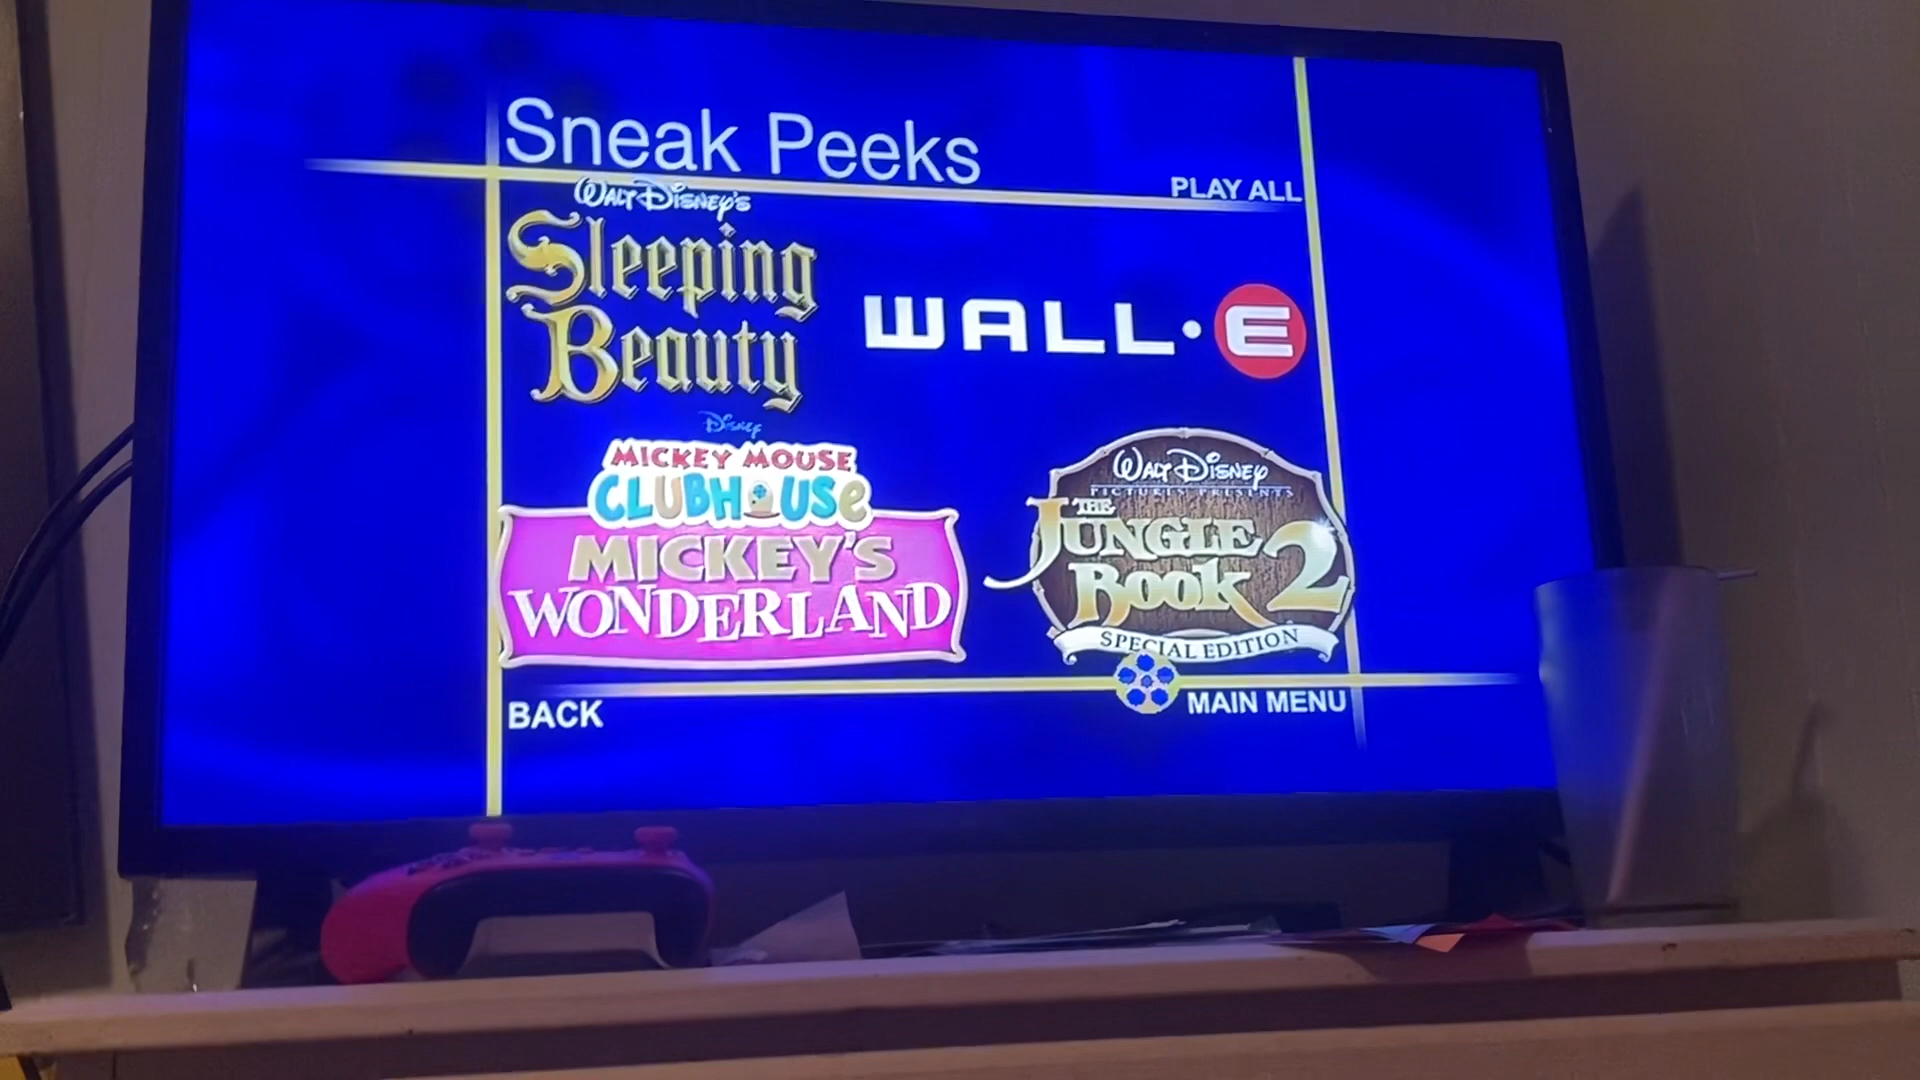 Sneak Peeks
PLAY ALL
WALT DISNEY'S
Sleeping
Beauty
WALL•E
Disney
MICKEY MOUSE
CLUBHOUSE
MICKEY'S
WONDERLAND
WALT DISNEY
PICTURES PRESENTS
THE
JUNGLE
BOOK 2
SPECIAL EDITION
BACK
MAIN MENU